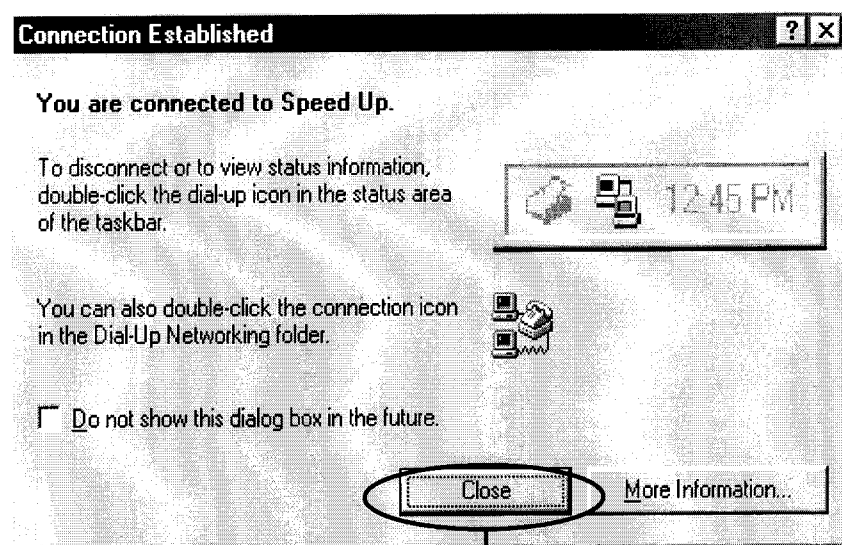 Connection Established
You are connected to Speed Up.
To disconnect or to view status information,
double-click the dial-up icon in the status area
of the taskbar.
12:45 PM
You can also double-click the connection icon
in the Dial-Up Networking folder.
Do not show this dialog box in the future.
Close
More Information...